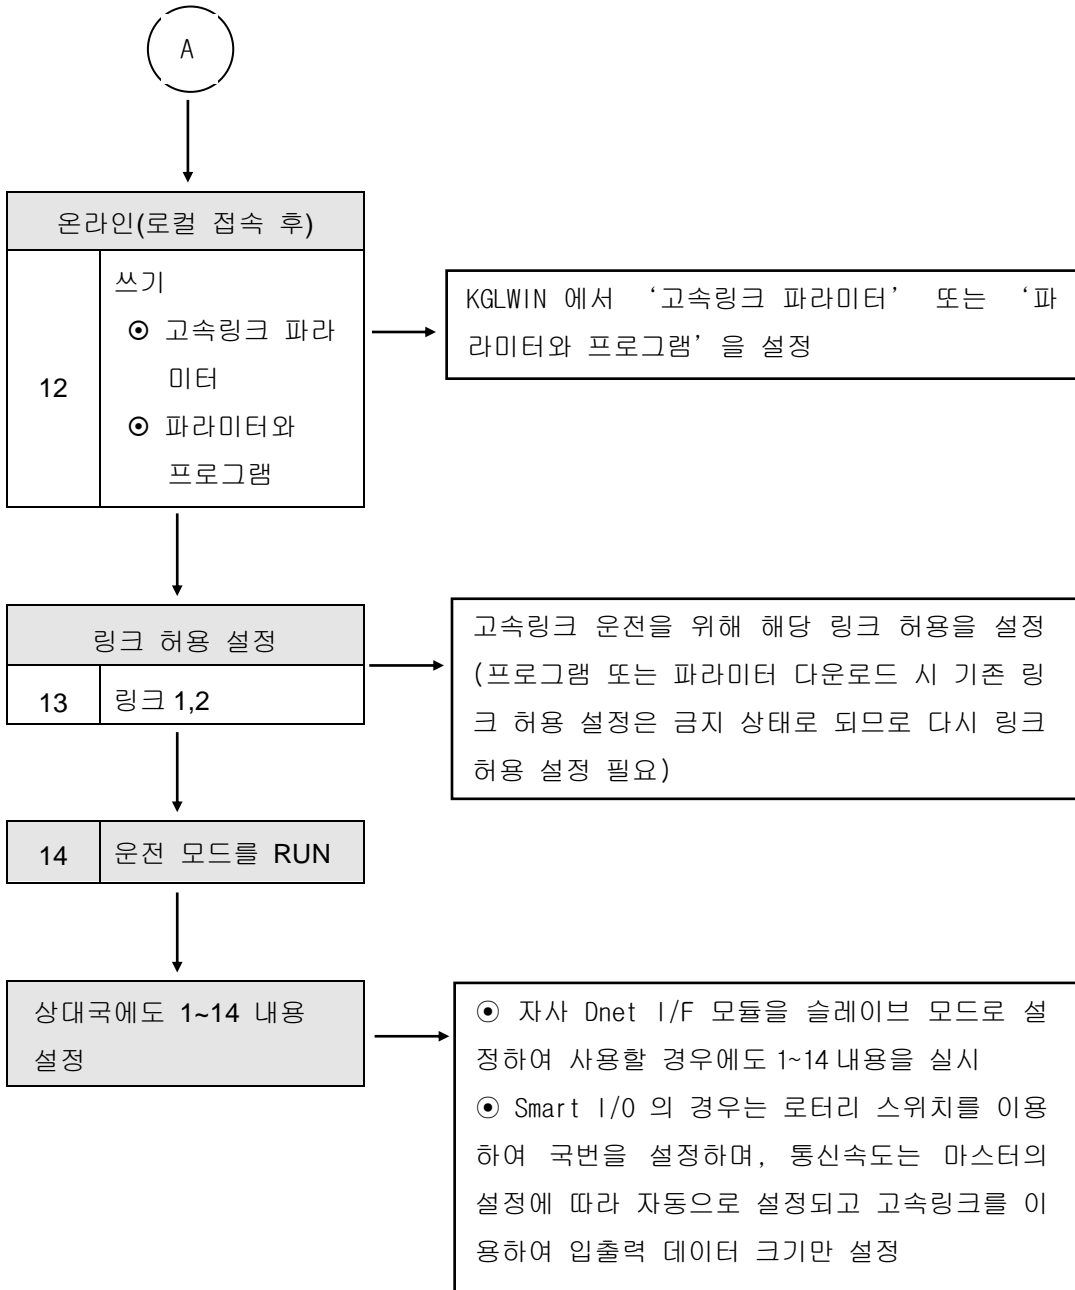 A
온라인(로컬 접속 후)
12
쓰기
⊙ 고속링크 파라
미터
⊙ 파라미터와
프로그램
KGLWIN 에서 ‘고속링크 파라미터’ 또는 ‘파
라미터와 프로그램’을 설정
링크 허용 설정
13
링크 1,2
고속링크 운전을 위해 해당 링크 허용을 설정
(프로그램 또는 파라미터 다운로드 시 기존 링
크 허용 설정은 금지 상태로 되므로 다시 링크
허용 설정 필요)
14
운전 모드를 RUN
상대국에도 1~14 내용
설정
⊙ 자사 Dnet I/F 모듈을 슬레이브 모드로 설
정하여 사용할 경우에도 1~14 내용을 실시
⊙ Smart I/O 의 경우는 로터리 스위치를 이용
하여 국번을 설정하며, 통신속도는 마스터의
설정에 따라 자동으로 설정되고 고속링크를 이
용하여 입출력 데이터 크기만 설정